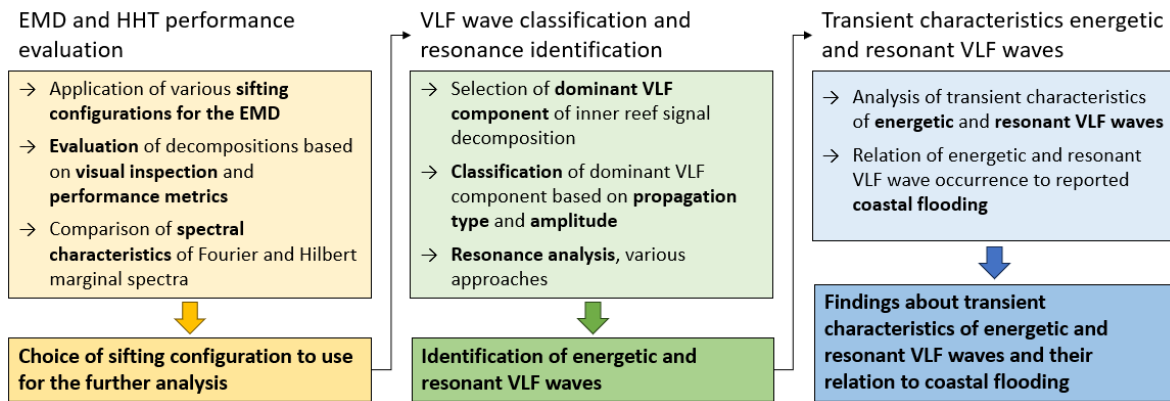 EMD and HHT performance
evaluation
→ Application of various sifting
configurations for the EMD
→ Evaluation of decompositions based
on visual inspection and
performance metrics
→ Comparison of spectral
characteristics of Fourier and Hilbert
marginal spectra
Choice of sifting configuration to use
for the further analysis
VLF wave classification and
resonance identification
→ Selection of dominant VLF
component of inner reef signal
decomposition
→ Classification of dominant VLF
component based on propagation
type and amplitude
→ Resonance analysis, various
approaches
Identification of energetic and
resonant VLF waves
Transient characteristics energetic
and resonant VLF waves
→ Analysis of transient characteristics
of energetic and resonant VLF waves
→ Relation of energetic and resonant
VLF wave occurrence to reported
coastal flooding
Findings about transient
characteristics of energetic and
resonant VLF waves and their
relation to coastal flooding